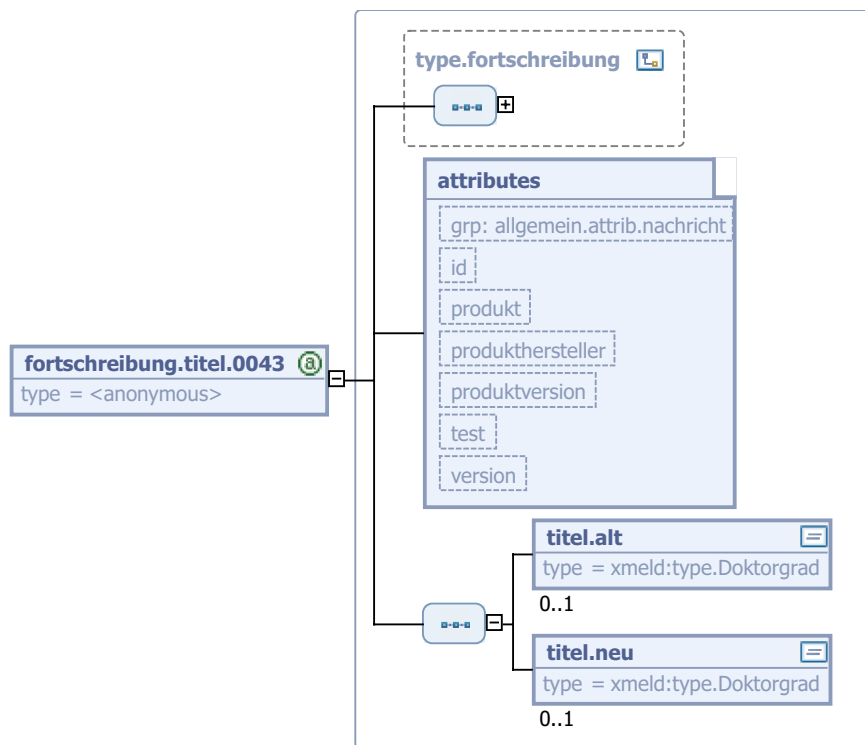 type.fortschreibung
attributes
grp: allgemein.attrib.nachricht
id
produkt
produkthersteller
produktversion
test
version
fortschreibung.titel.0043
type = <anonymous>
titel.alt
type = xmeld:type.Doktorgrad
0..1
titel.neu
type = xmeld:type.Doktorgrad
0..1